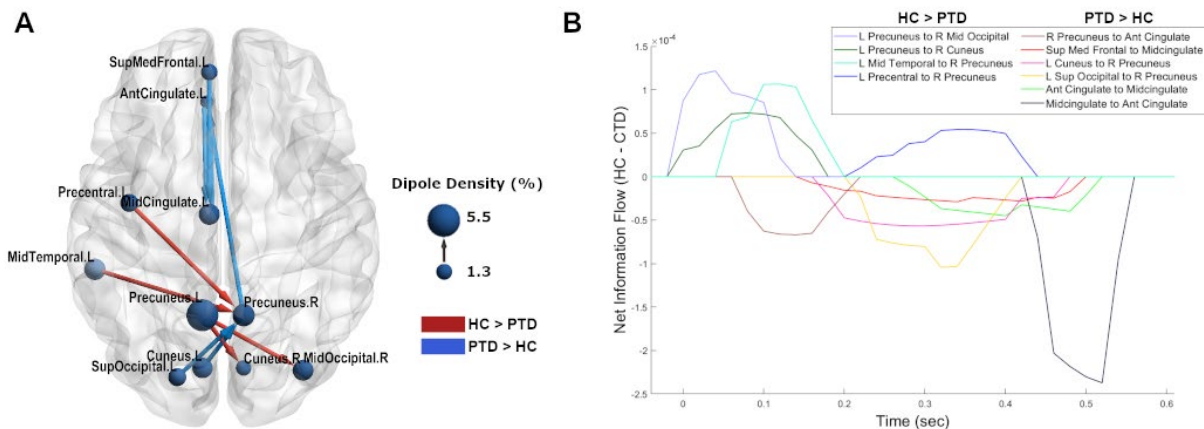 A
SupMedFrontal.L
AntCingulate.L
Precentral.L
MidCingulate.L
MidTemporal.L
Precuneus.L
Precuneus.R
Cuneus.L
SupOccipital.L
Cuneus.R
MidOccipital.R
Dipole Density (%)
5.5
1.3
HC > PTD
PTD > HC
B
HC > PTD
PTD > HC
L Precuneus to R Mid Occipital
L Precuneus to R Cuneus
L Mid Temporal to R Precuneus
L Precentral to R Precuneus
R Precuneus to Ant Cingulate
Sup Med Frontal to Midcingulate
L Cuneus to R Precuneus
L Sup Occipital to R Precuneus
Ant Cingulate to Midcingulate
Midcingulate to Ant Cingulate
×10⁻⁴
1.5
1
0.5
0
-0.5
-1
-1.5
-2
-2.5
Net Information Flow (HC - CTD)
0
0.1
0.2
0.3
0.4
0.5
0.6
Time (sec)